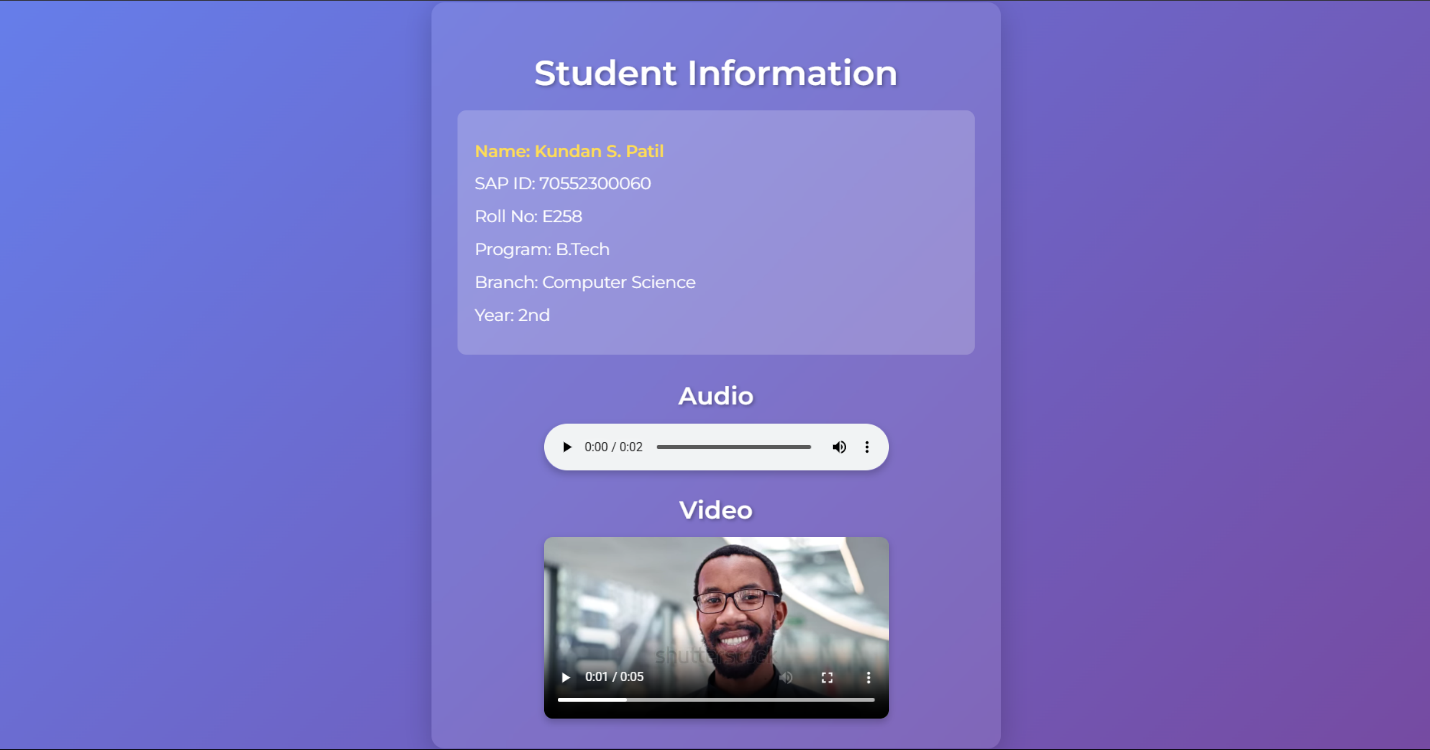 Student Information
Name: Kundan S. Patil
SAP ID: 70552300060
Roll No: E258
Program: B.Tech
Branch: Computer Science
Year: 2nd
Audio
0:00 / 0:02
Video
shutterstock
0:01 / 0:05